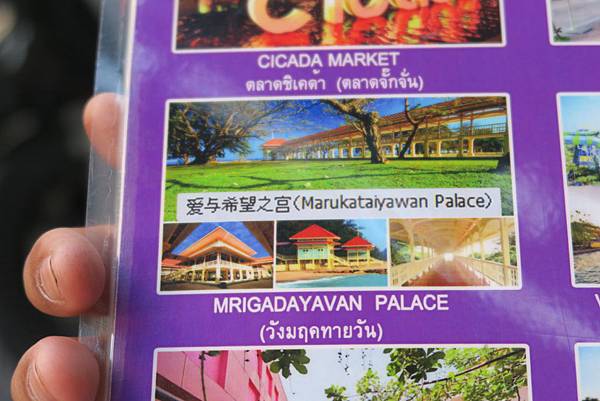 CICADA MARKET
ตลาดซิเคด้า (ตลาดจั๊กจั่น)
爱与希望之宫<Marukataiyawan Palace>
MRIGADAYAVAN PALACE
(วังมฤคทายวัน)